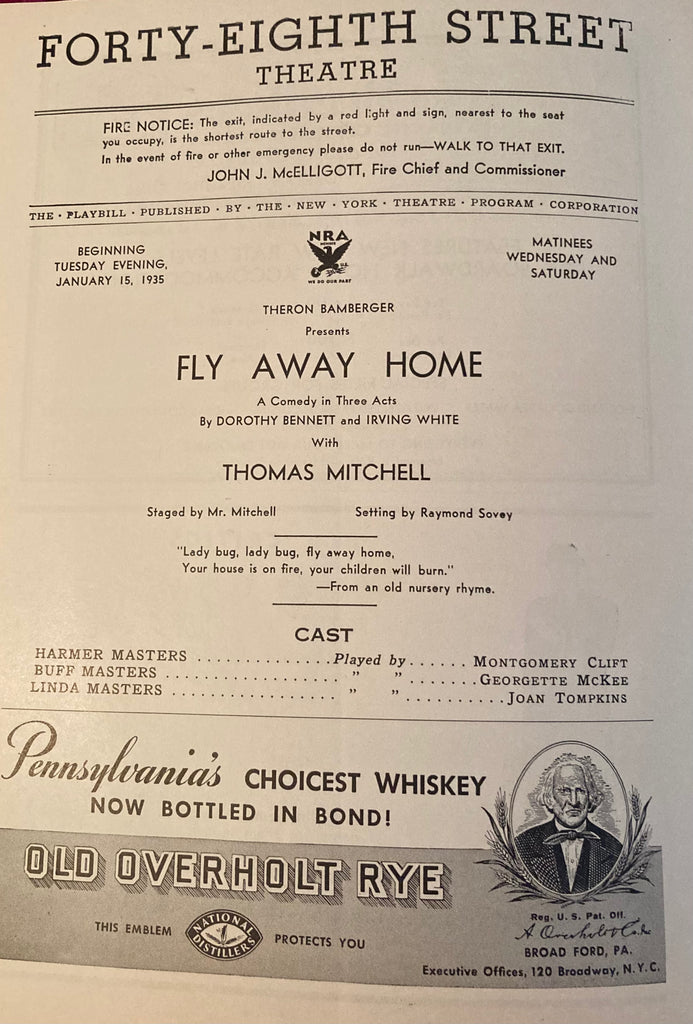 FORTY-EIGHTH STREET
THEATRE
FIRE NOTICE: The exit, indicated by a red light and sign, nearest to the seat
you occupy, is the shortest route to the street.
In the event of fire or other emergency please do not run—WALK TO THAT EXIT.
JOHN J. McELLIGOTT, Fire Chief and Commissioner
THE · PLAYBILL · PUBLISHED · BY · THE · NEW · YORK · THEATRE · PROGRAM · CORPORATION
BEGINNING
TUESDAY EVENING,
JANUARY 15, 1935
NRA
MEMBER
U.S.
WE DO OUR PART
MATINEES
WEDNESDAY AND
SATURDAY
THERON BAMBERGER
Presents
FLY AWAY HOME
A Comedy in Three Acts
By DOROTHY BENNETT and IRVING WHITE
With
THOMAS MITCHELL
Staged by Mr. Mitchell Setting by Raymond Sovey
"Lady bug, lady bug, fly away home,
Your house is on fire, your children will burn."
—From an old nursery rhyme.
CAST
HARMER MASTERS ..............Played by...... MONTGOMERY CLIFT
BUFF MASTERS .................. " " .......GEORGETTE McKEE
LINDA MASTERS ................. " " ..........JOAN TOMPKINS
Pennsylvania's CHOICEST WHISKEY
NOW BOTTLED IN BOND!
OLD OVERHOLT RYE
THIS EMBLEM NATIONAL DISTILLERS PROTECTS YOU
Reg. U. S. Pat. Off.
A. Overholt & Co.
BROAD FORD, PA.
Executive Offices, 120 Broadway, N.Y.C.